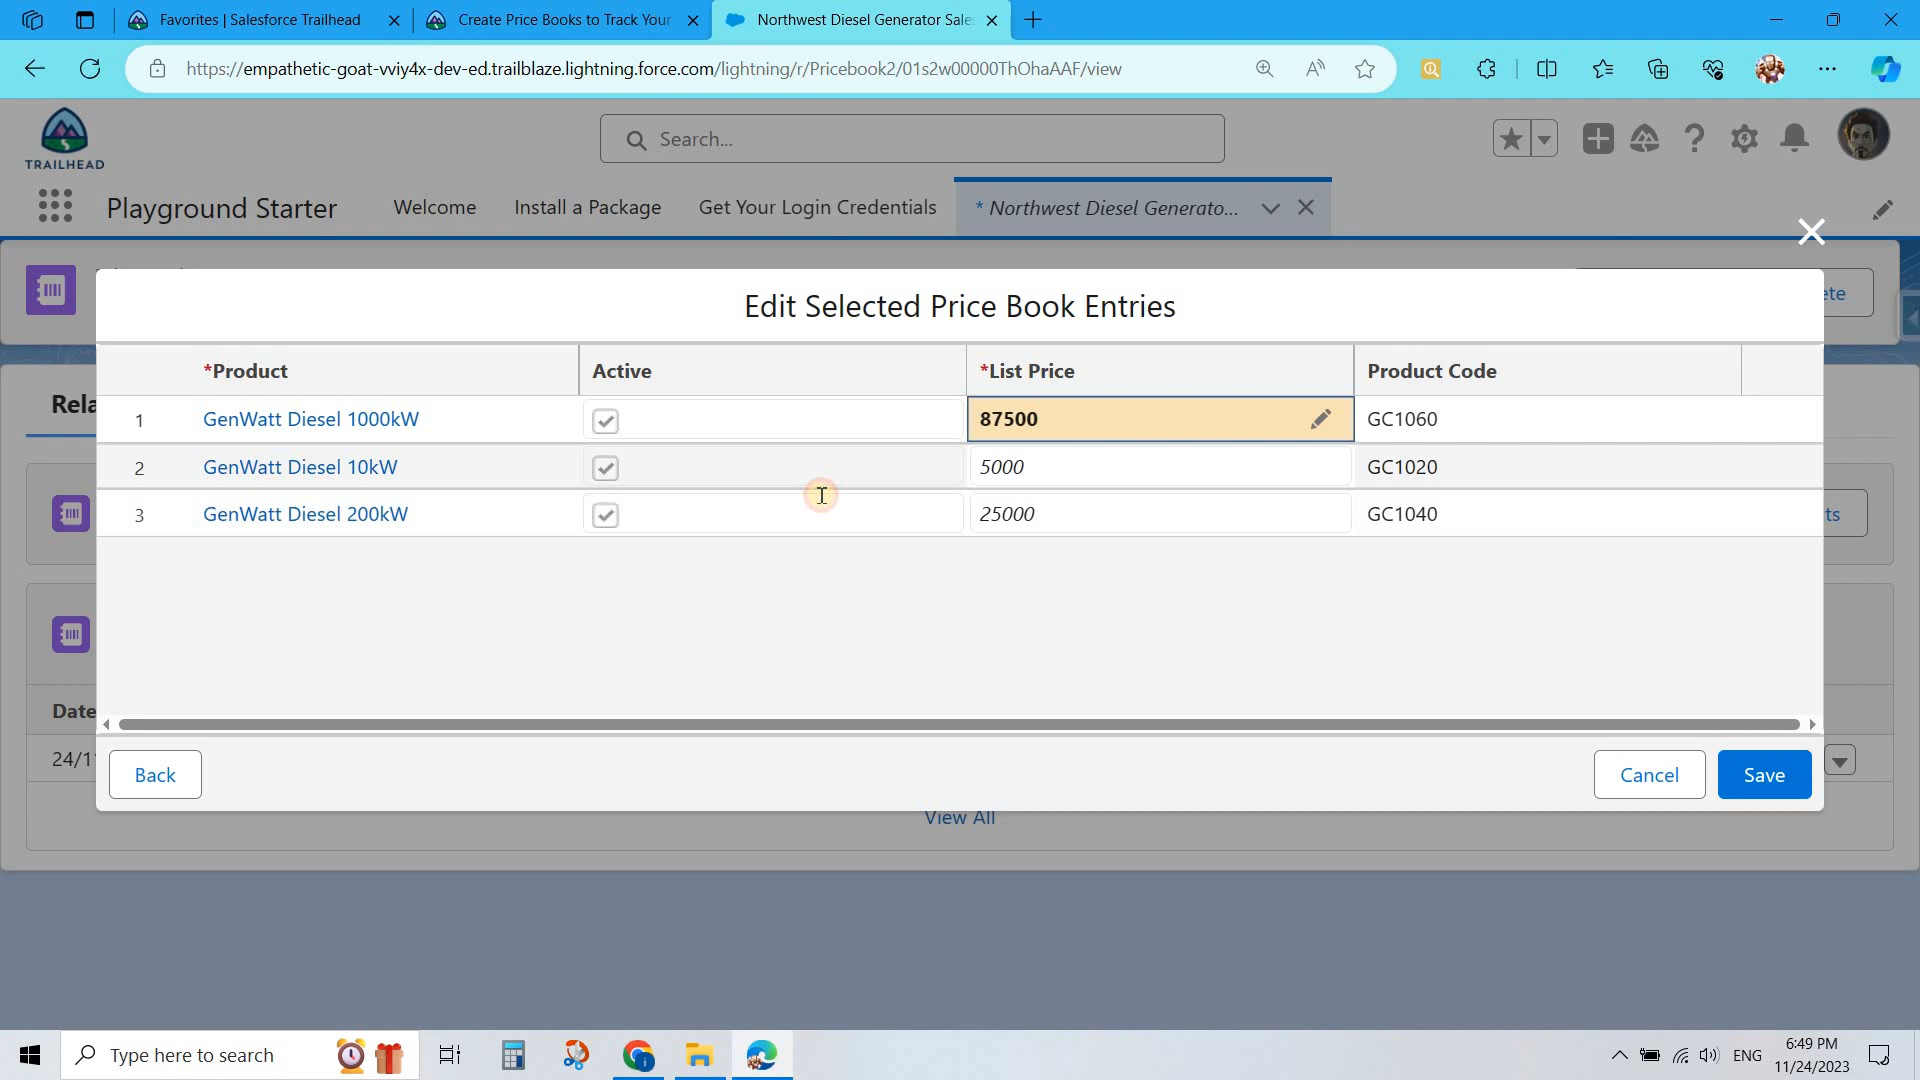 Favorites | Salesforce Trailhead
Create Price Books to Track Your
Northwest Diesel Generator Sale
https://empathetic-goat-vviy4x-dev-ed.trailblaze.lightning.force.com/lightning/r/Pricebook2/01s2w00000ThOhaAAF/view
TRAILHEAD
Search...
Playground Starter
Welcome
Install a Package
Get Your Login Credentials
* Northwest Diesel Generato...
Edit Selected Price Book Entries
ete
Rela
*Product
Active
*List Price
Product Code
1
GenWatt Diesel 1000kW
87500
GC1060
2
GenWatt Diesel 10kW
5000
GC1020
3
GenWatt Diesel 200kW
25000
GC1040
ts
Date
24/1
Back
Cancel
Save
View All
Type here to search
ENG
6:49 PM
11/24/2023